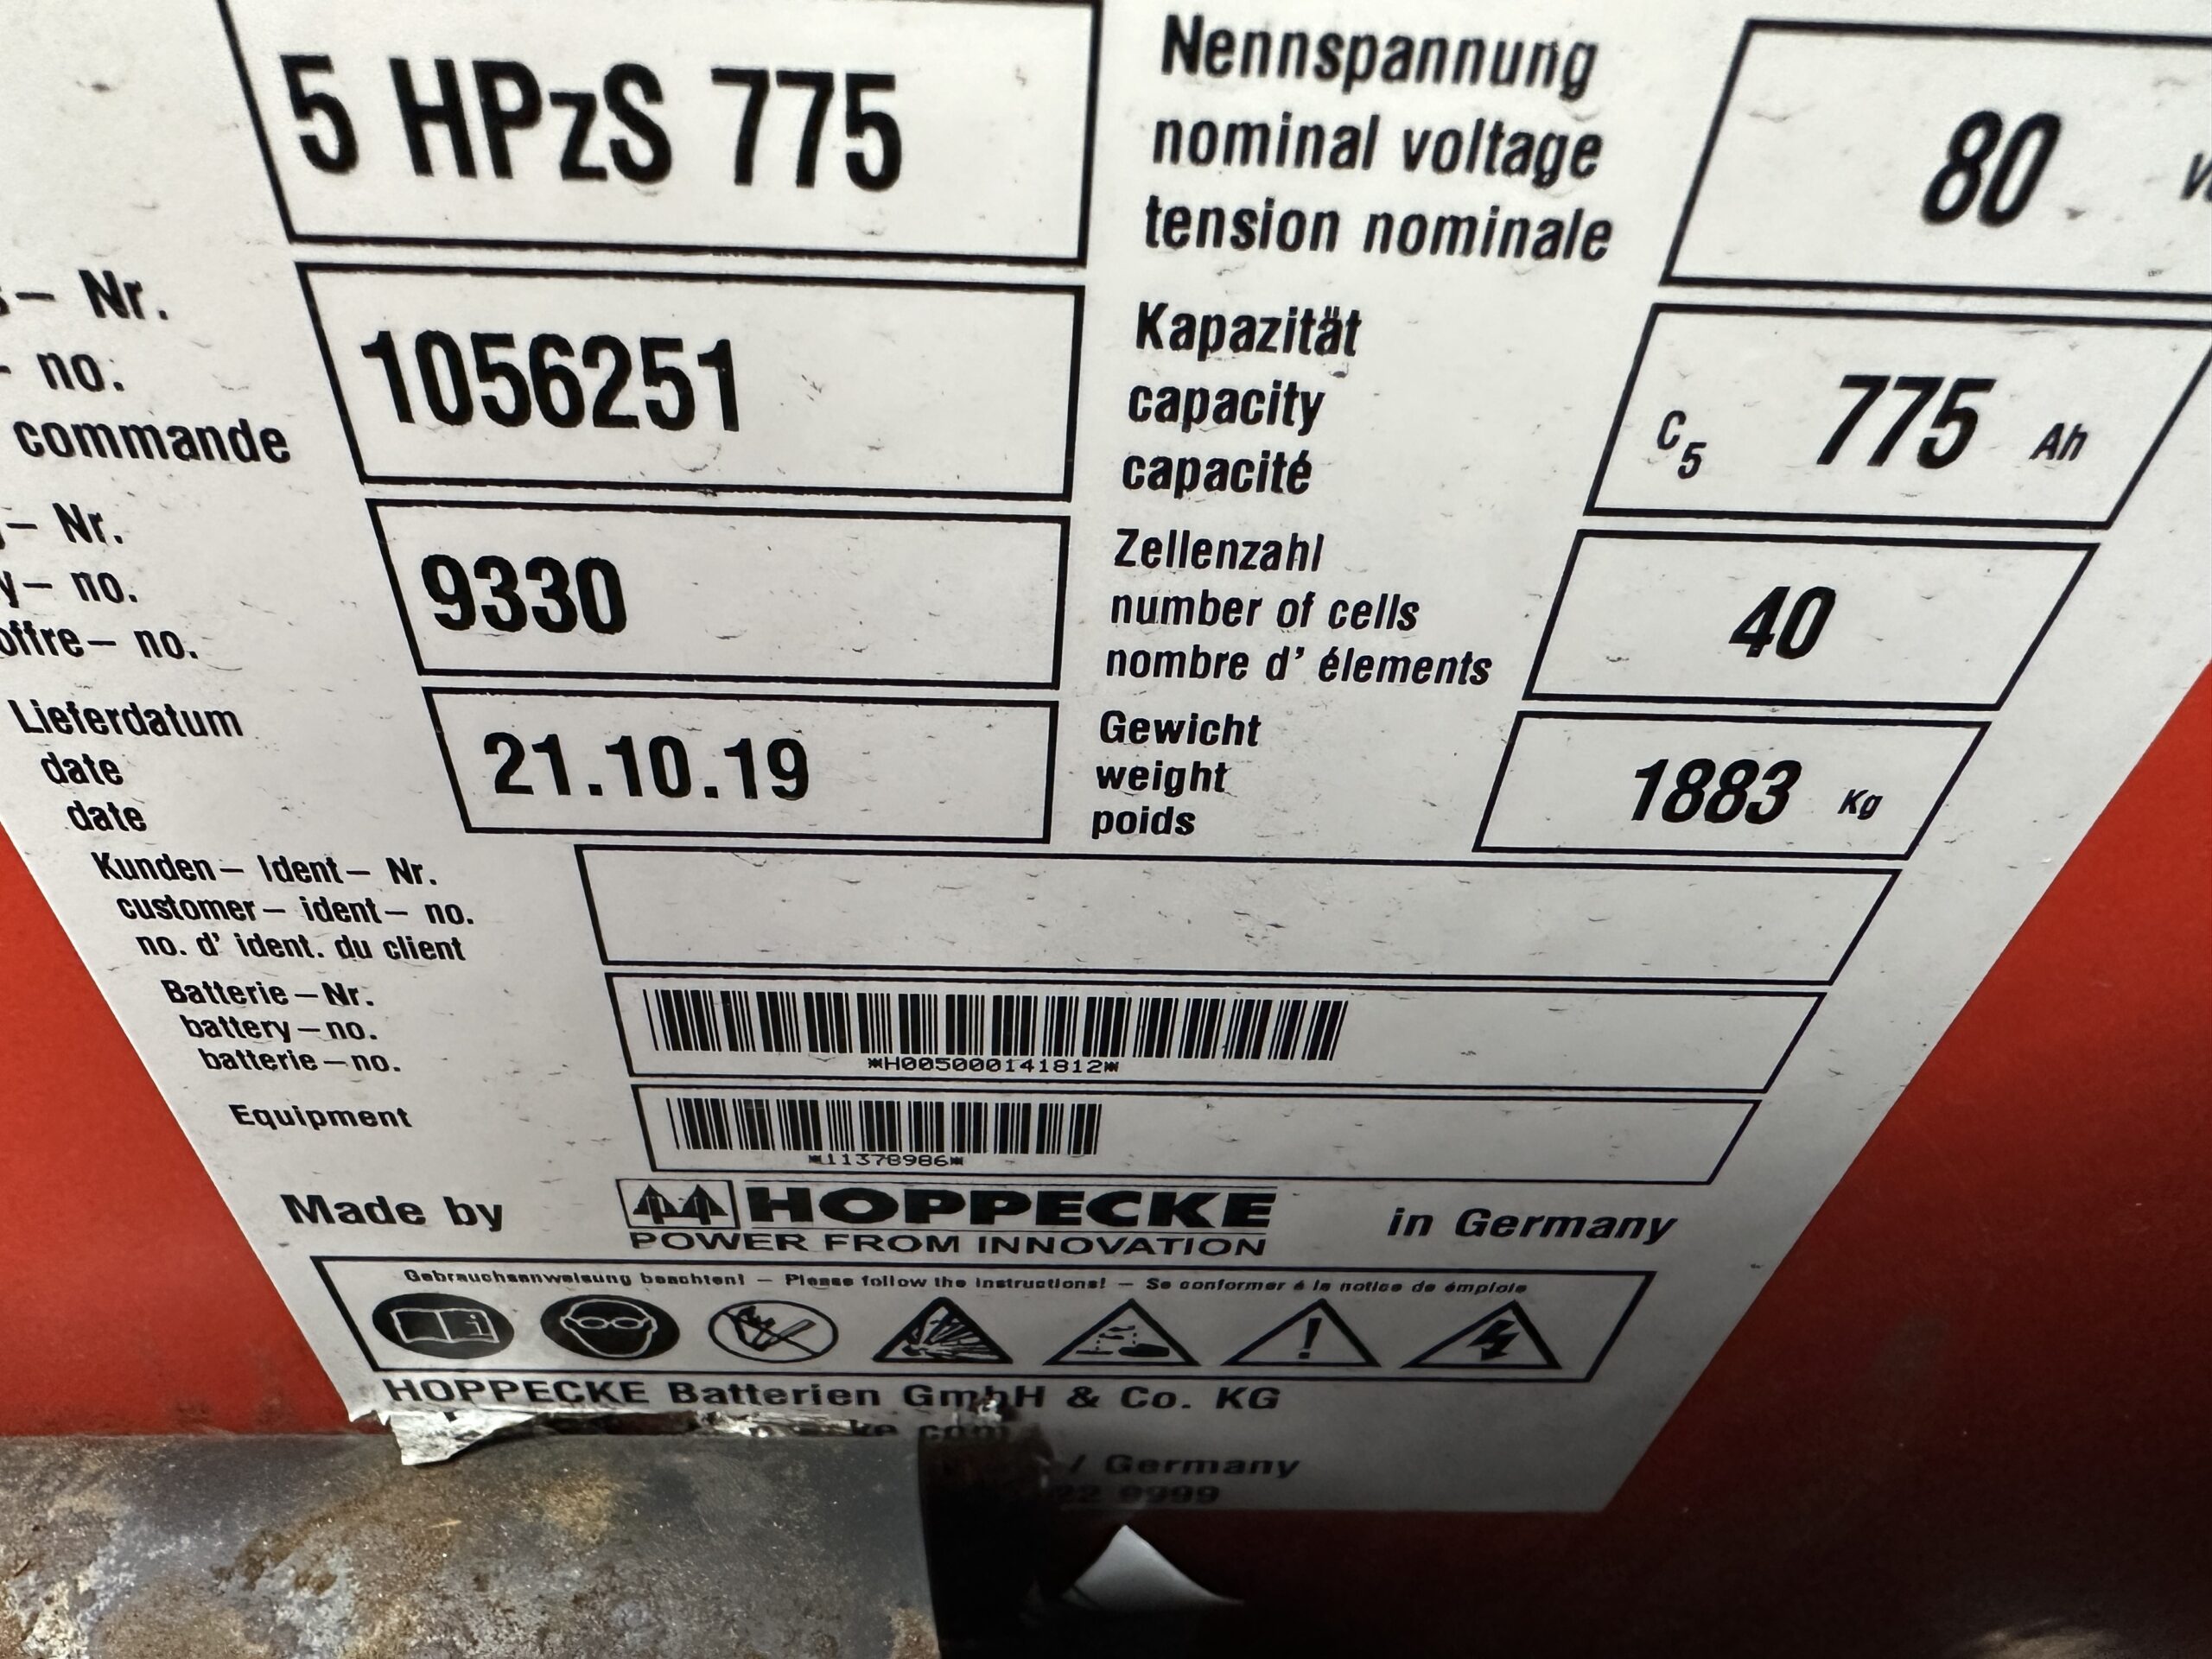 5 HPzS 775
Nennspannung
nominal voltage
tension nominale
80
– Nr.
– no.
commande
1056251
Kapazität
capacity
capacité
C5 775 Ah
– Nr.
y– no.
offre– no.
9330
Zellenzahl
number of cells
nombre d' élements
40
Lieferdatum
date
date
21.10.19
Gewicht
weight
poids
1883 Kg
Kunden– Ident– Nr.
customer– ident– no.
no. d' ident. du client
Batterie–Nr.
battery–no.
batterie–no.
*H005000141812*
Equipment
*11378986*
Made by
HOPPECKE
POWER FROM INNOVATION
in Germany
Gebrauchsanweisung beachten! – Please follow the instructions! – Se conformer á la notice de émploie
HOPPECKE Batterien GmbH & Co. KG
ke com
/ Germany
22 9999